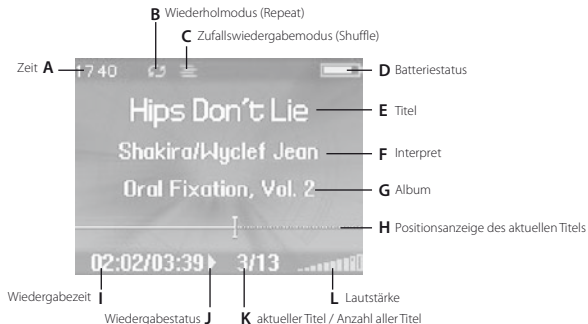 B Wiederholmodus (Repeat)
C Zufallswiedergabemodus (Shuffle)
Zeit A 17 40
D Batteriestatus
Hips Don't Lie E Titel
Shakira/Wyclef Jean F Interpret
Oral Fixation, Vol. 2 G Album
H Positionsanzeige des aktuellen Titels
02:02/03:39 3/13
Wiedergabezeit I
L Lautstärke
Wiedergabestatus J
K aktueller Titel / Anzahl aller Titel